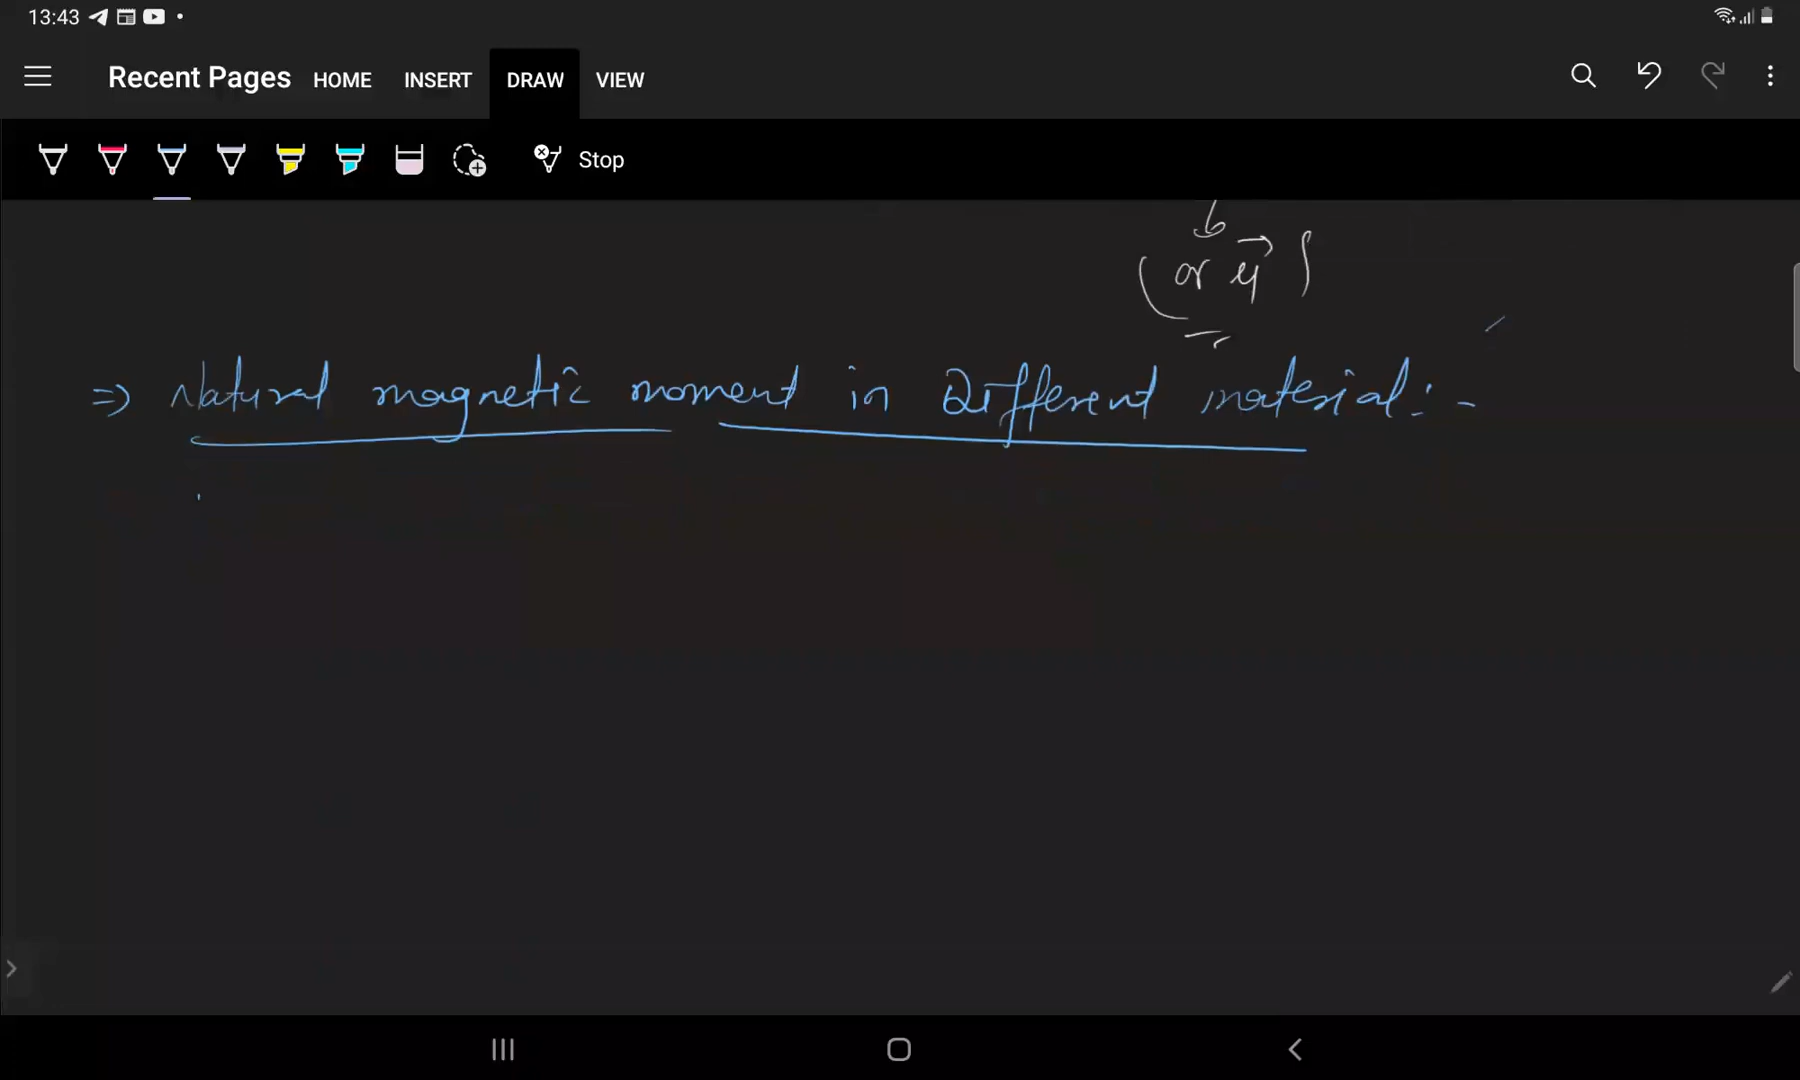 13:43
Recent Pages HOME INSERT DRAW VIEW
Stop
(or
⇒ Natural magnetic moment in Different material:-